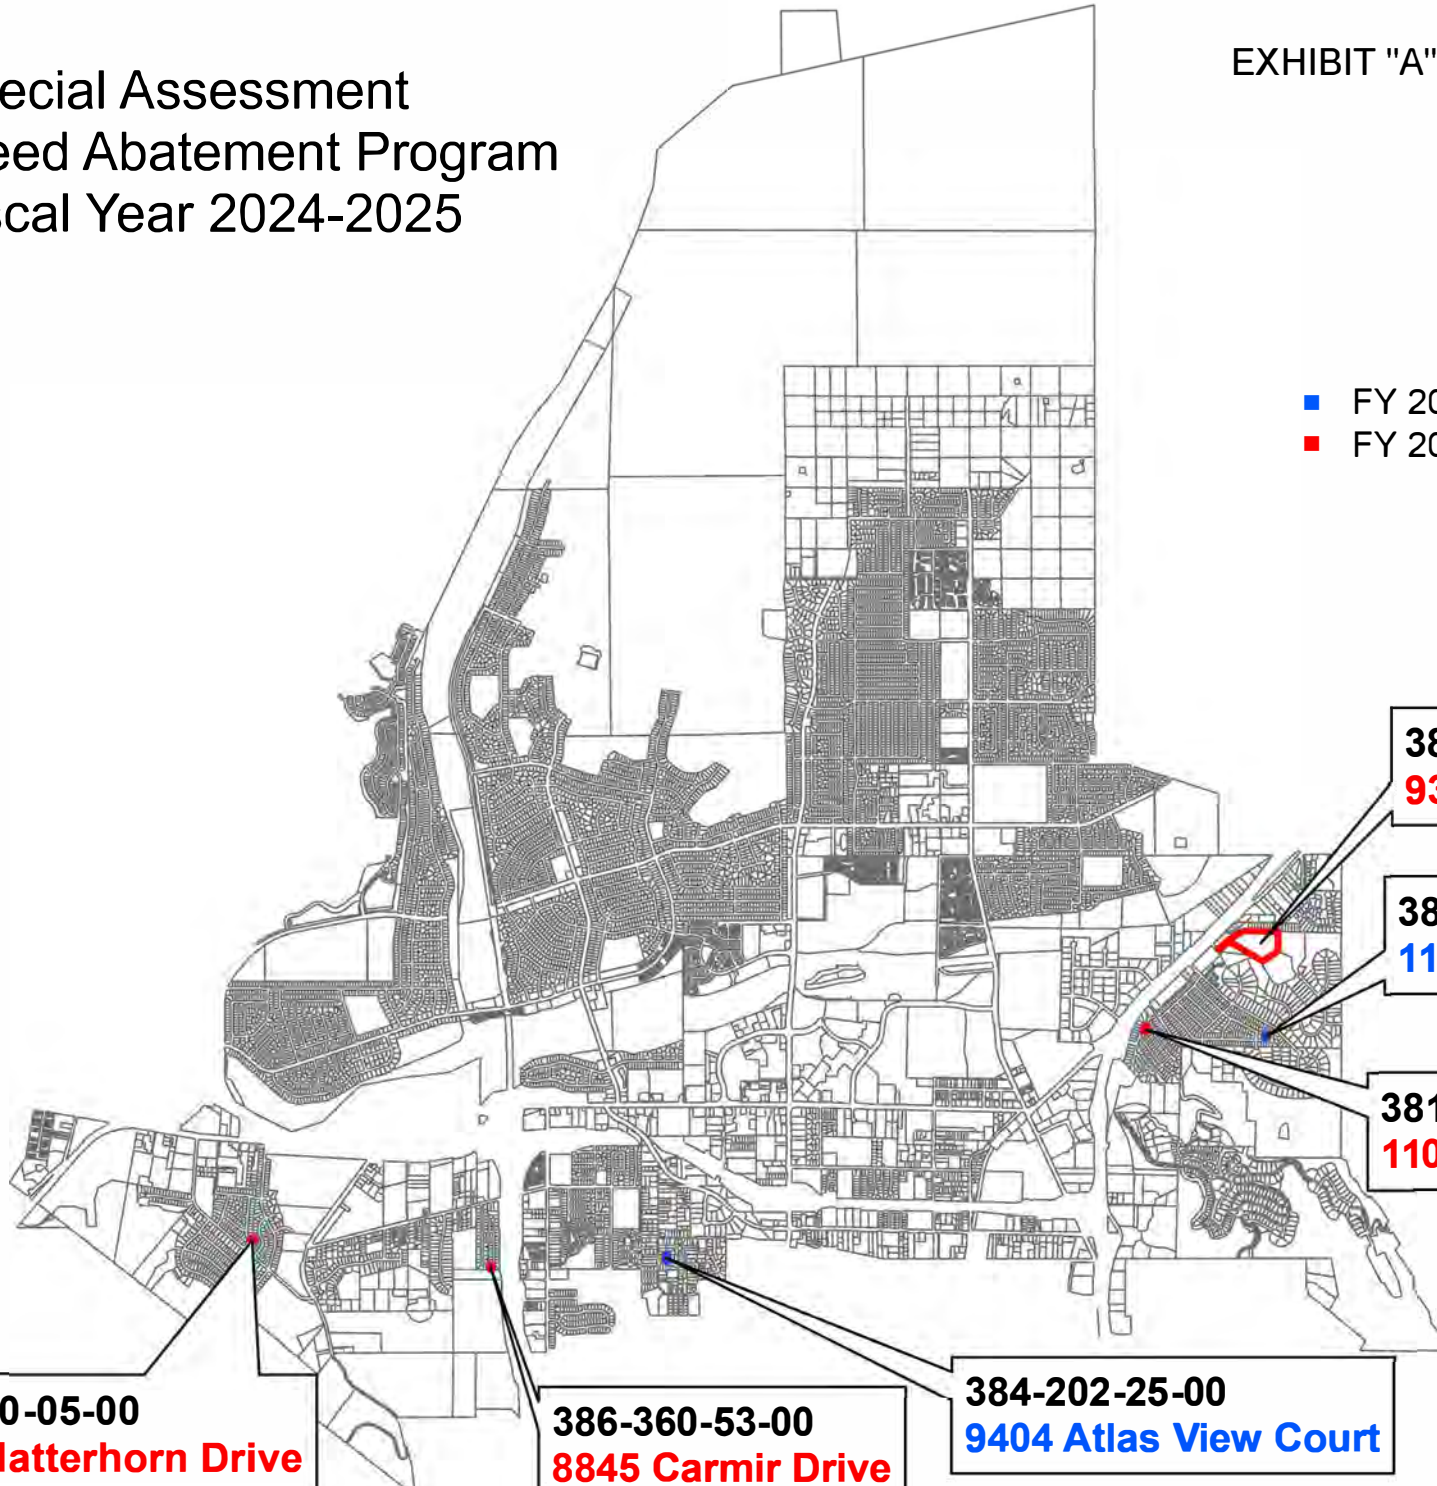 ecial Assessment
EXHIBIT "A"
eed Abatement Program
scal Year 2024-2025
FY 20
FY 20
38
93
38
11
381
110
0-05-00
latterhorn Drive
386-360-53-00
8845 Carmir Drive
384-202-25-00
9404 Atlas View Court